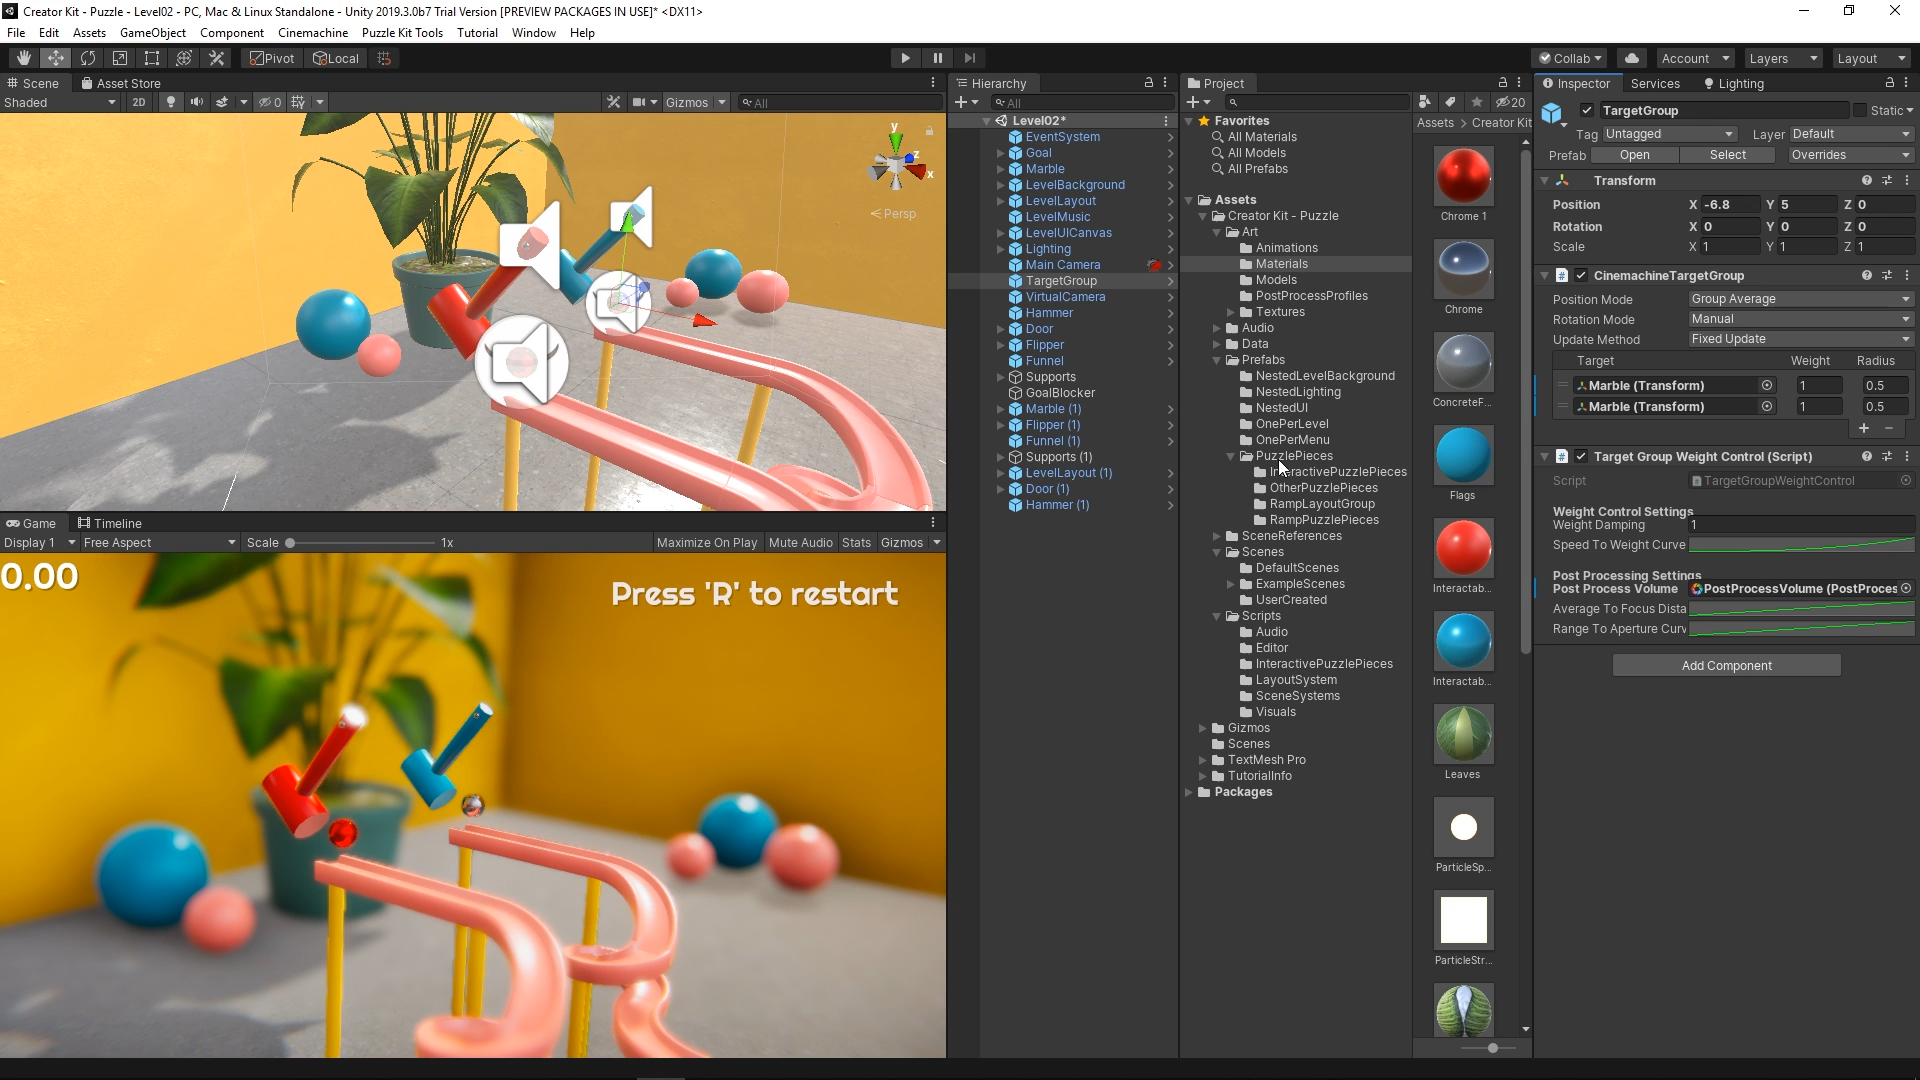 Creator Kit - Puzzle - Level02 - PC, Mac & Linux Standalone - Unity 2019.3.0b7 Trial Version [PREVIEW PACKAGES IN USE]* <DX11>
File Edit Assets GameObject Component Cinemachine Puzzle Kit Tools Tutorial Window Help
Pivot Local
Collab Account Layers Layout
Scene Asset Store
Shaded 2D 0 Gizmos All
Persp
y
z
x
Game Timeline
Display 1 Free Aspect Scale 1x Maximize On Play Mute Audio Stats Gizmos
0.00
Press 'R' to restart
Hierarchy
All
Level02*
EventSystem
Goal
Marble
LevelBackground
LevelLayout
LevelMusic
LevelUICanvas
Lighting
Main Camera
TargetGroup
VirtualCamera
Hammer
Door
Flipper
Funnel
Supports
GoalBlocker
Marble (1)
Flipper (1)
Funnel (1)
Supports (1)
LevelLayout (1)
Door (1)
Hammer (1)
Project
20
Favorites
All Materials
All Models
All Prefabs
Assets
Creator Kit - Puzzle
Art
Animations
Materials
Models
PostProcessProfiles
Textures
Audio
Data
Prefabs
NestedLevelBackground
NestedLighting
NestedUI
OnePerLevel
OnePerMenu
PuzzlePieces
InteractivePuzzlePieces
OtherPuzzlePieces
RampLayoutGroup
RampPuzzlePieces
SceneReferences
Scenes
DefaultScenes
ExampleScenes
UserCreated
Scripts
Audio
Editor
InteractivePuzzlePieces
LayoutSystem
SceneSystems
Visuals
Gizmos
Scenes
TextMesh Pro
TutorialInfo
Packages
Assets > Creator Kit
Chrome 1
Chrome
ConcreteF...
Flags
Interactab...
Interactab...
Leaves
ParticleSp...
ParticleStr...
Inspector Services Lighting
TargetGroup Static
Tag Untagged Layer Default
Prefab Open Select Overrides
Transform
Position X -6.8 Y 5 Z 0
Rotation X 0 Y 0 Z 0
Scale X 1 Y 1 Z 1
CinemachineTargetGroup
Position Mode Group Average
Rotation Mode Manual
Update Method Fixed Update
Target Weight Radius
Marble (Transform) 1 0.5
Marble (Transform) 1 0.5
+ -
Target Group Weight Control (Script)
Script TargetGroupWeightControl
Weight Control Settings
Weight Damping 1
Speed To Weight Curve
Post Processing Settings
Post Process Volume PostProcessVolume (PostProces
Average To Focus Dista
Range To Aperture Curv
Add Component